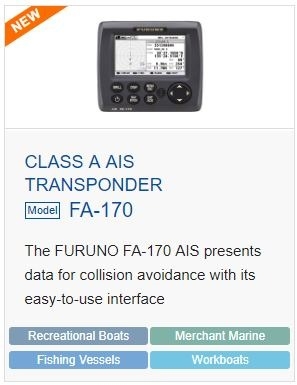 NEW
FURUNO
CLASS A AIS
TRANSPONDER
Model FA-170
The FURUNO FA-170 AIS presents
data for collision avoidance with its
easy-to-use interface
Recreational Boats
Merchant Marine
Fishing Vessels
Workboats